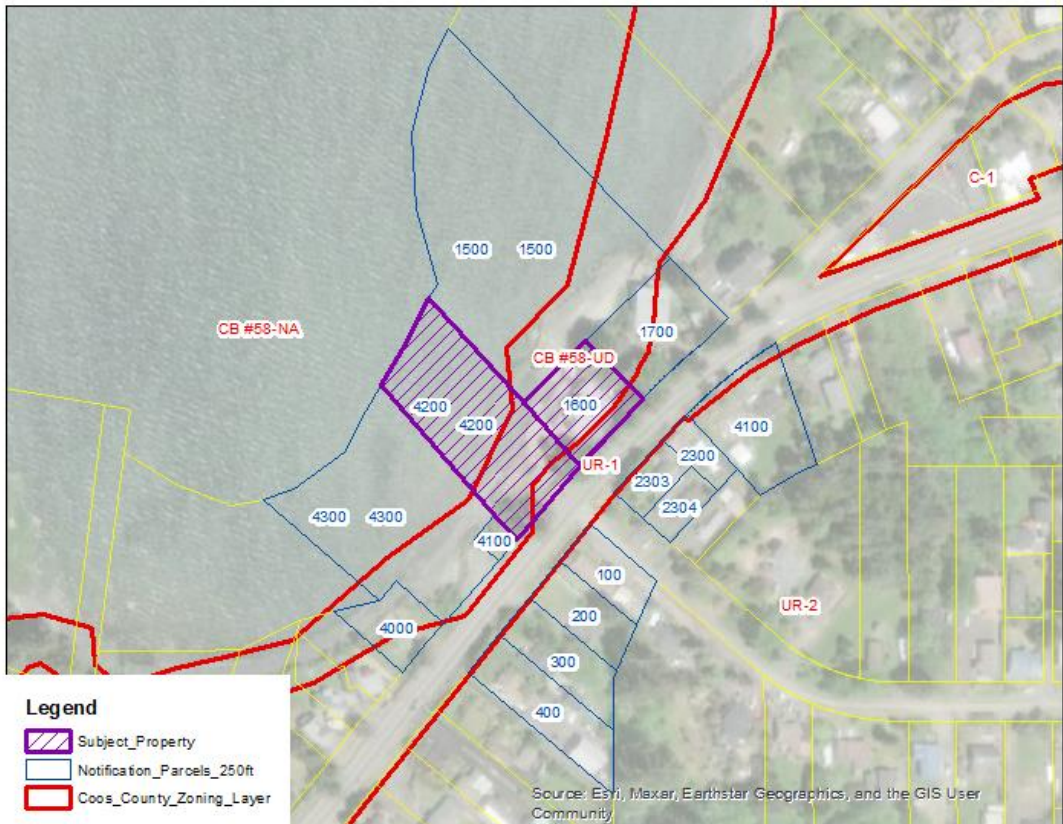 C-1
1500 1500
CB #58-NA
1700
CB #58-UD
4200
1600
4200
4100
2300
UR-1
2303
2304
4300 4300
4100
100
UR-2
200
4000
300
400
Legend
Subject_Property
Notification_Parcels_250ft
Coos_County_Zoning_Layer
Source: Esri, Maxar, Earthstar Geographics, and the GIS User
Community